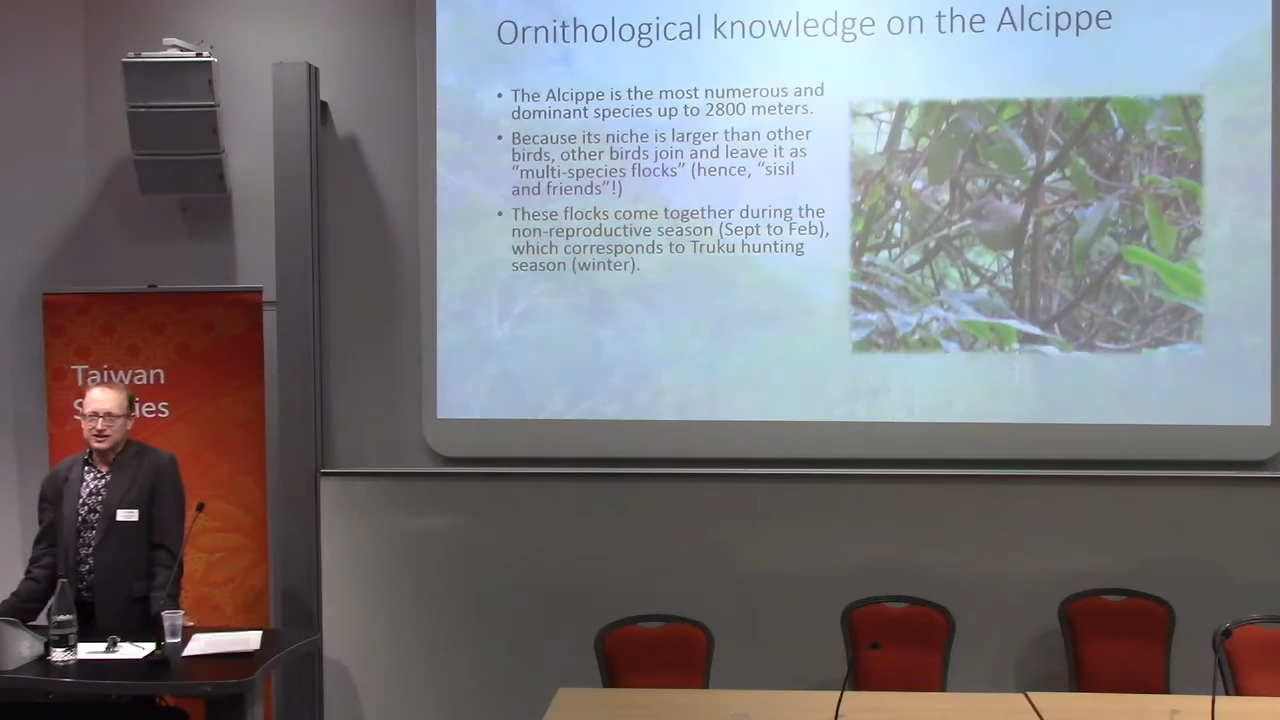 Ornithological knowledge on the Alcippe
• The Alcippe is the most numerous and
dominant species up to 2800 meters.
• Because its niche is larger than other
birds, other birds join and leave it as
“multi-species flocks” (hence, “sisil
and friends”!)
• These flocks come together during the
non-reproductive season (Sept to Feb),
which corresponds to Truku hunting
season (winter).
Taiwan